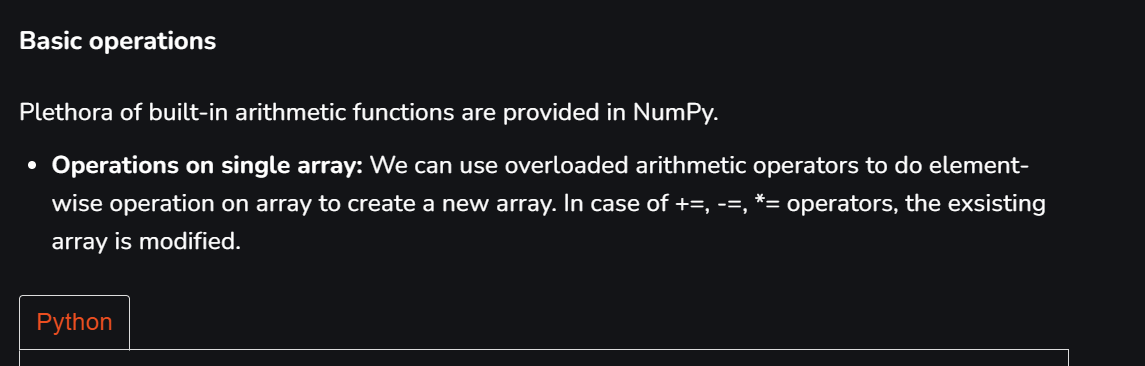 Basic operations
Plethora of built-in arithmetic functions are provided in NumPy.
• Operations on single array: We can use overloaded arithmetic operators to do element-
wise operation on array to create a new array. In case of +=, -=, *= operators, the exsisting
array is modified.
Python